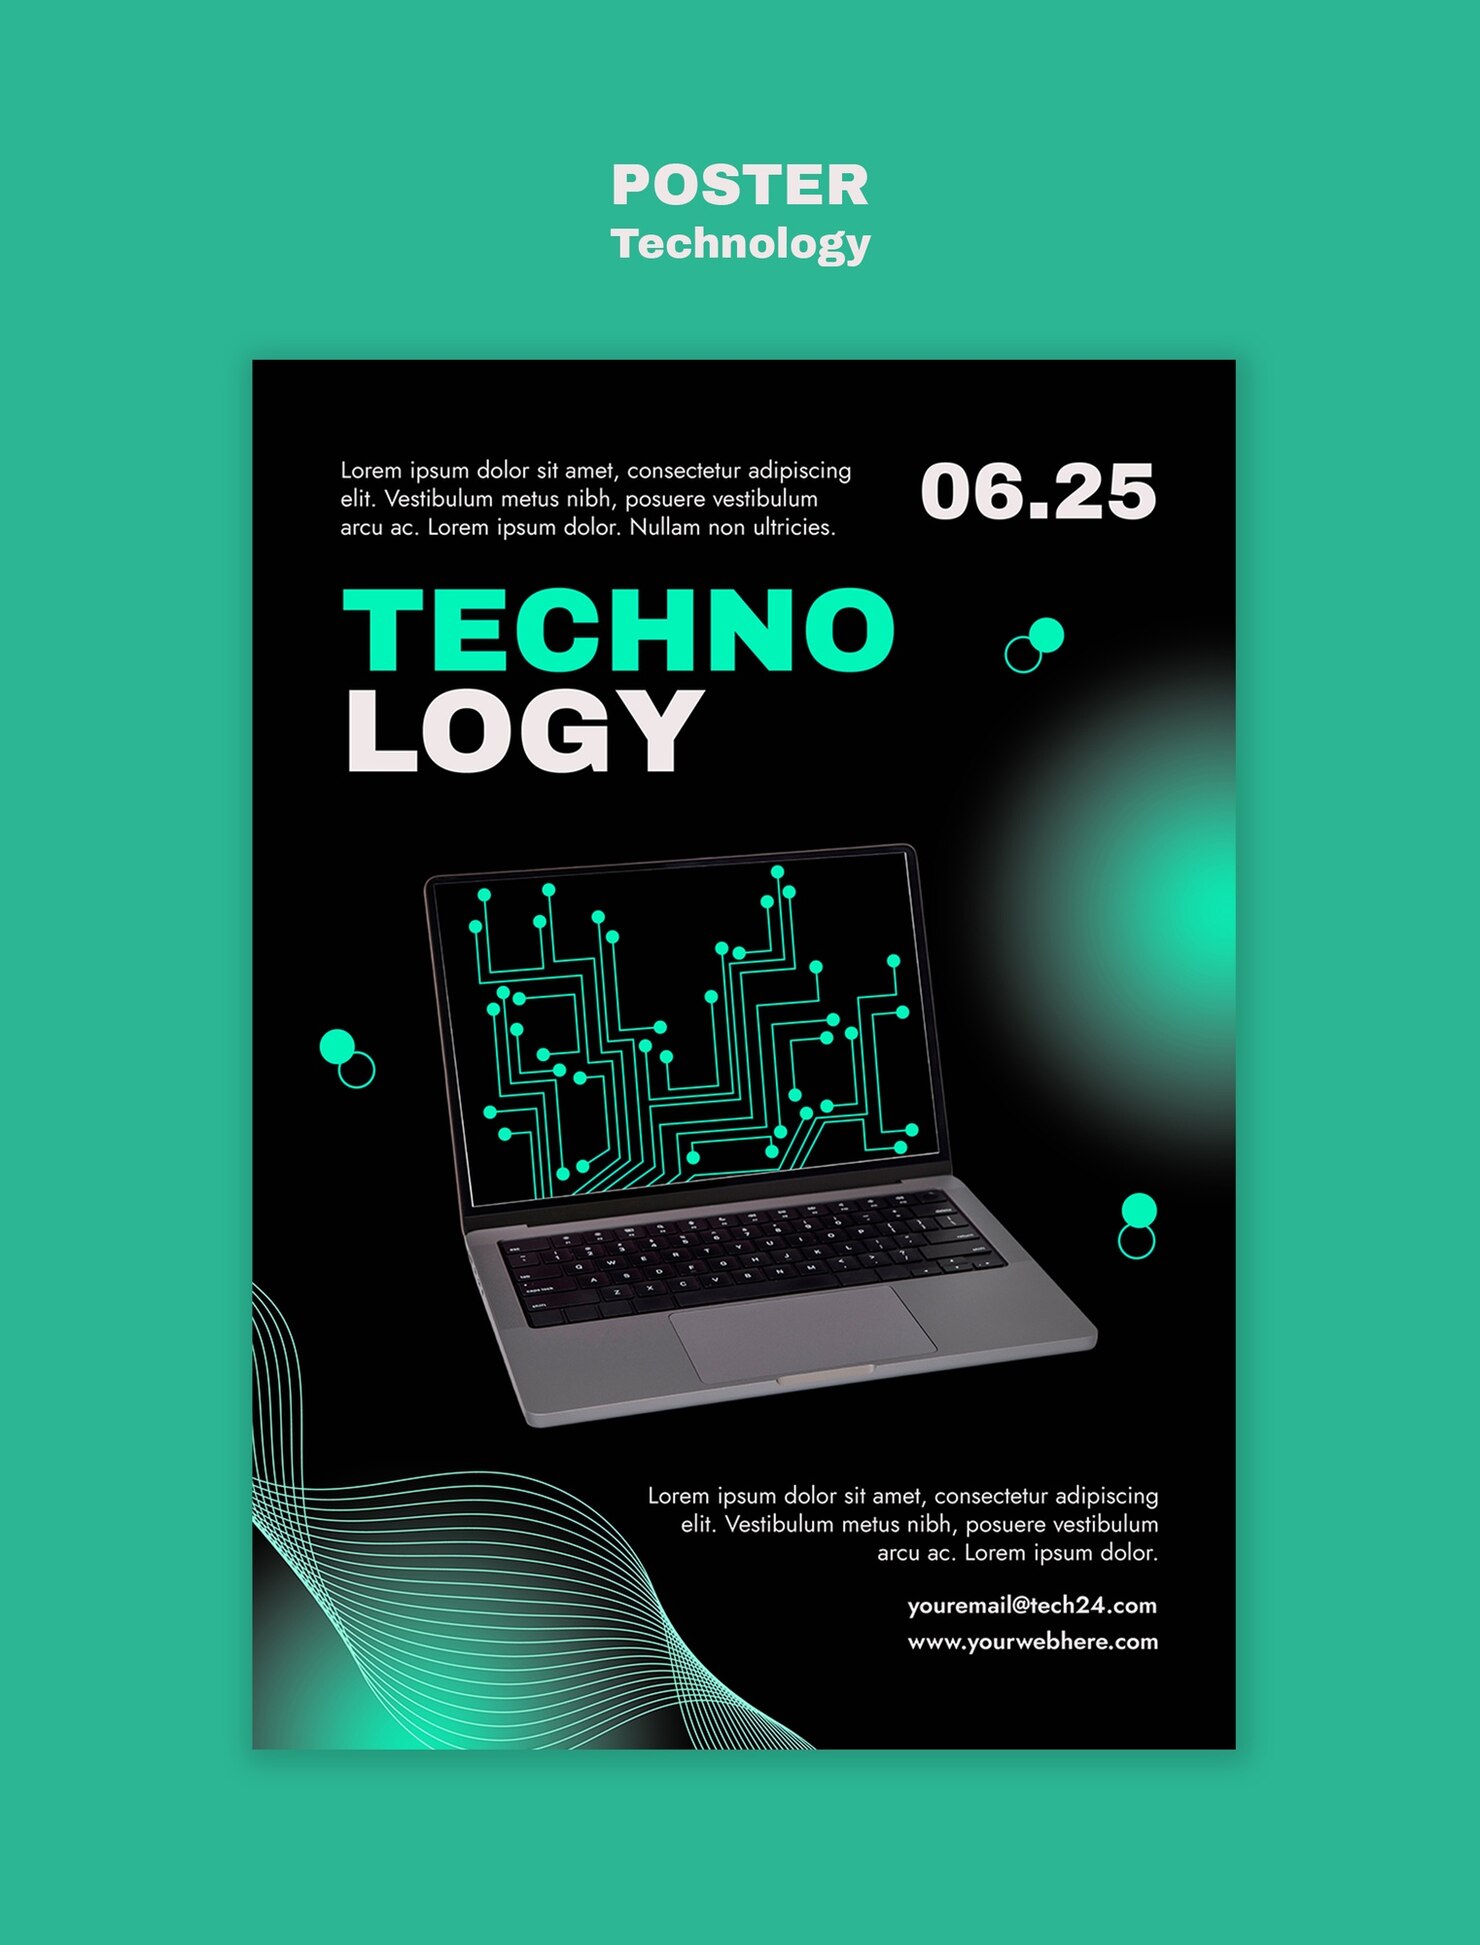 POSTER
Technology
Lorem ipsum dolor sit amet, consectetur adipiscing
elit. Vestibulum metus nibh, posuere vestibulum
arcu ac. Lorem ipsum dolor. Nullam non ultricies.
06.25
TECHNO
LOGY
Lorem ipsum dolor sit amet, consectetur adipiscing
elit. Vestibulum metus nibh, posuere vestibulum
arcu ac. Lorem ipsum dolor.
youremail@tech24.com
www.yourwebhere.com